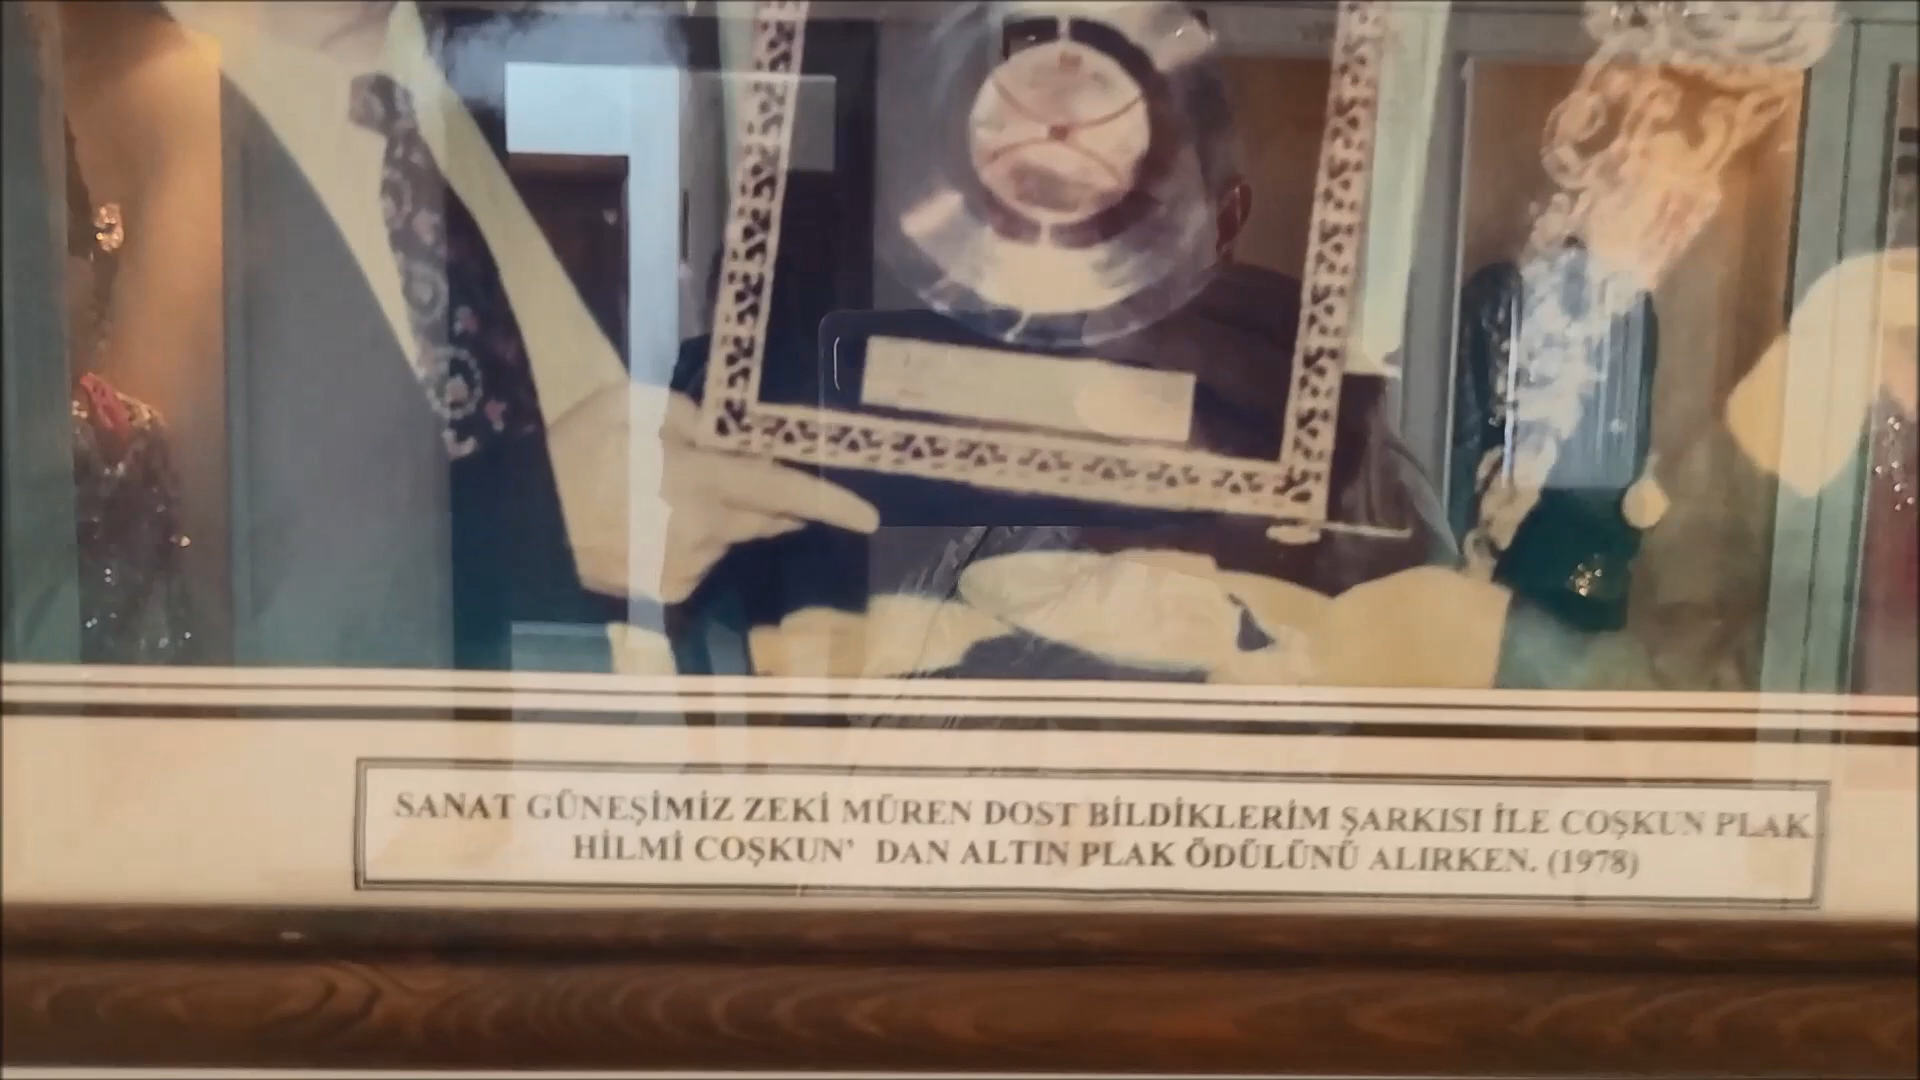 SANAT GÜNEŞİMİZ ZEKİ MÜREN DOST BİLDİKLERİM ŞARKISI İLE COŞKUN PLAK
HİLMİ COŞKUN' DAN ALTIN PLAK ÖDÜLÜNÜ ALIRKEN. (1978)